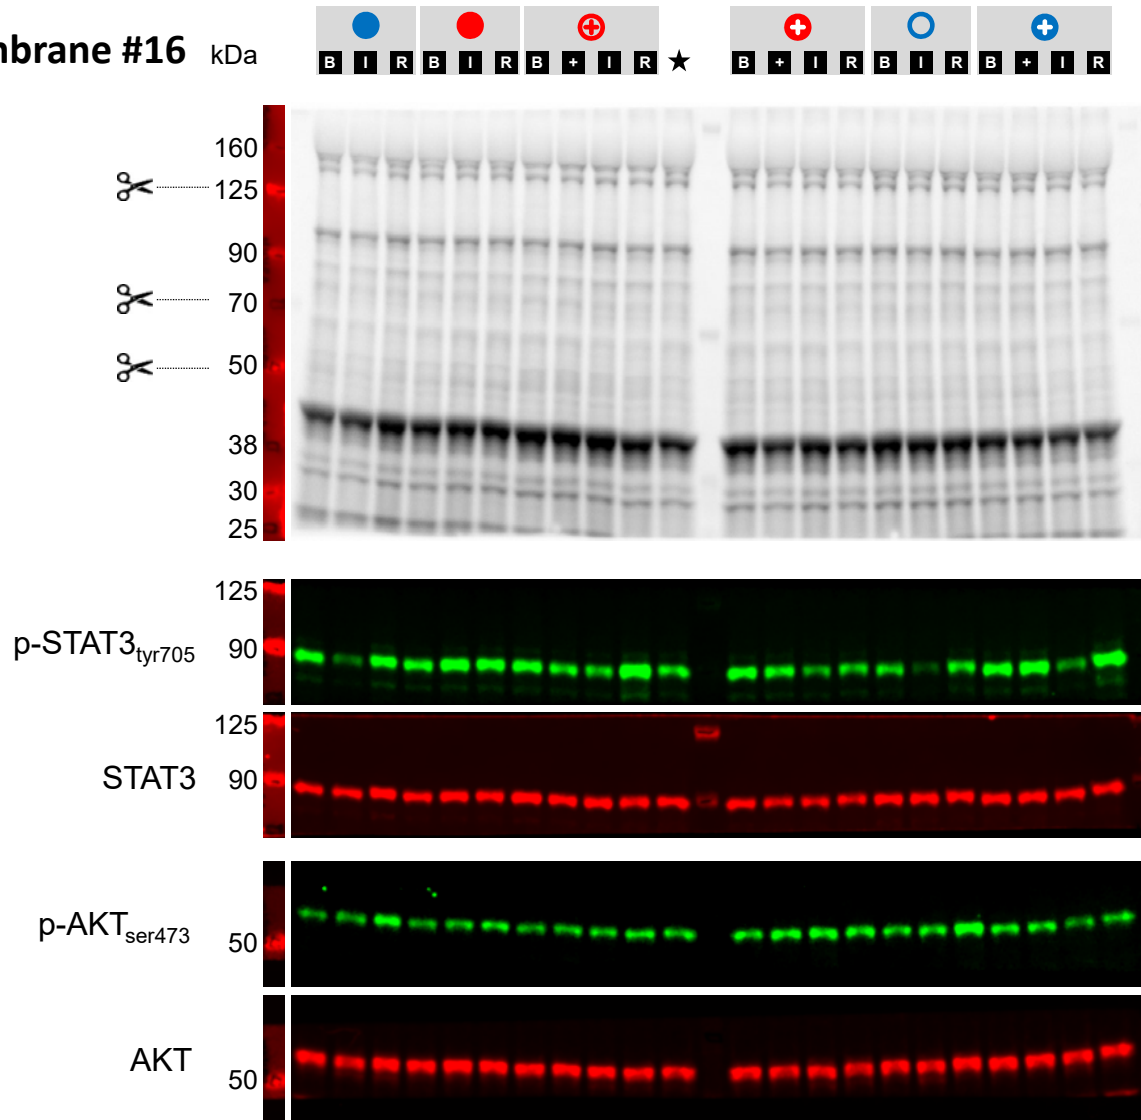 mbrane #16 kDa
B I R B I R B + I R ★ B + I R B I R B + I R
160
125
90
70
50
38
30
25
125
p-STAT3tyr705 90
125
STAT3 90
p-AKTser473 50
AKT 50